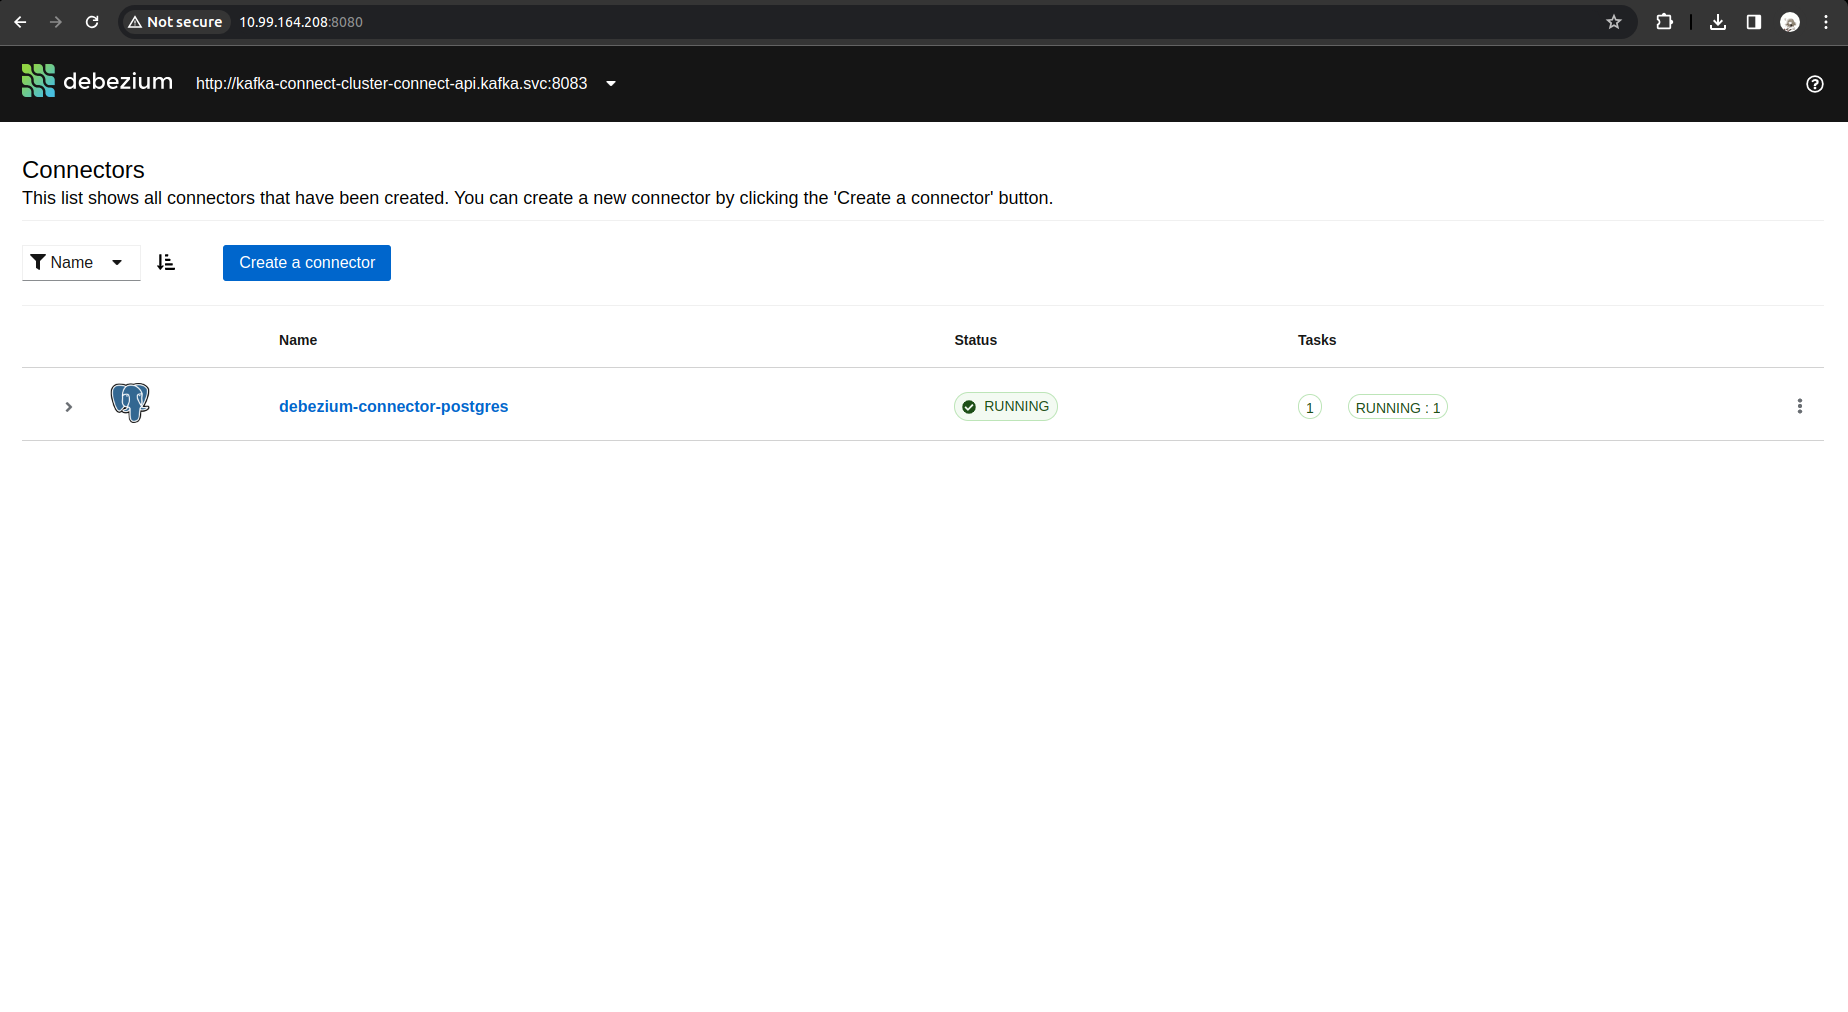 Not secure 10.99.164.208:8080
debezium http://kafka-connect-cluster-connect-api.kafka.svc:8083
Connectors
This list shows all connectors that have been created. You can create a new connector by clicking the 'Create a connector' button.
Name Create a connector
Name Status Tasks
debezium-connector-postgres RUNNING 1 RUNNING : 1